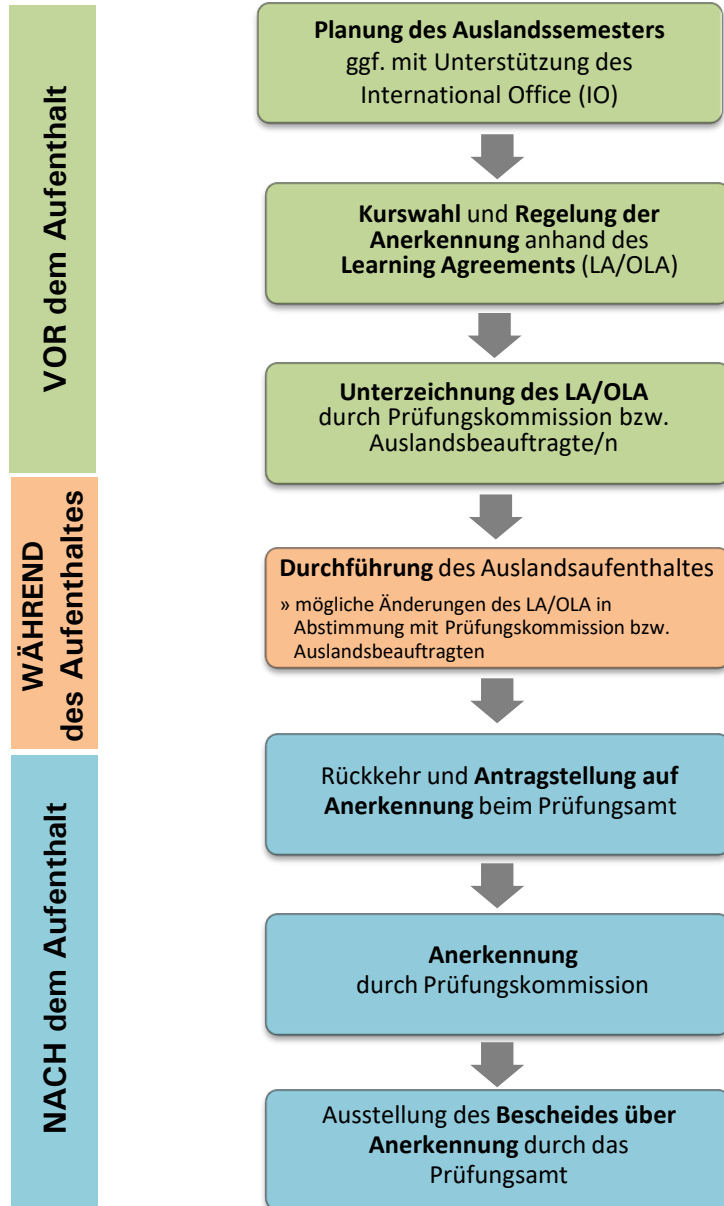 VOR dem Aufenthalt
Planung des Auslandssemesters
ggf. mit Unterstützung des
International Office (IO)
Kurswahl und Regelung der
Anerkennung anhand des
Learning Agreements (LA/OLA)
Unterzeichnung des LA/OLA
durch Prüfungskommission bzw.
Auslandsbeauftragte/n
WÄHREND
des Aufenthaltes
Durchführung des Auslandsaufenthaltes
» mögliche Änderungen des LA/OLA in
Abstimmung mit Prüfungskommission bzw.
Auslandsbeauftragten
NACH dem Aufenthalt
Rückkehr und Antragstellung auf
Anerkennung beim Prüfungsamt
Anerkennung
durch Prüfungskommission
Ausstellung des Bescheides über
Anerkennung durch das
Prüfungsamt